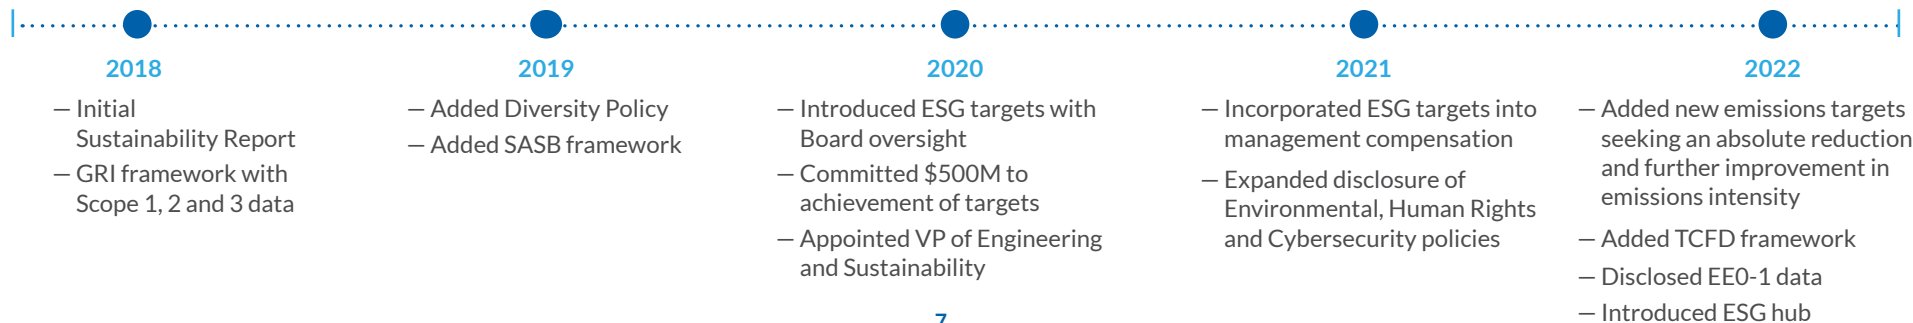 2018
— Initial
Sustainability Report
— GRI framework with
Scope 1, 2 and 3 data
2019
— Added Diversity Policy
— Added SASB framework
2020
— Introduced ESG targets with
Board oversight
— Committed $500M to
achievement of targets
— Appointed VP of Engineering
and Sustainability
2021
— Incorporated ESG targets into
management compensation
— Expanded disclosure of
Environmental, Human Rights
and Cybersecurity policies
2022
— Added new emissions targets
seeking an absolute reduction
and further improvement in
emissions intensity
— Added TCFD framework
— Disclosed EE0-1 data
— Introduced ESG hub
7